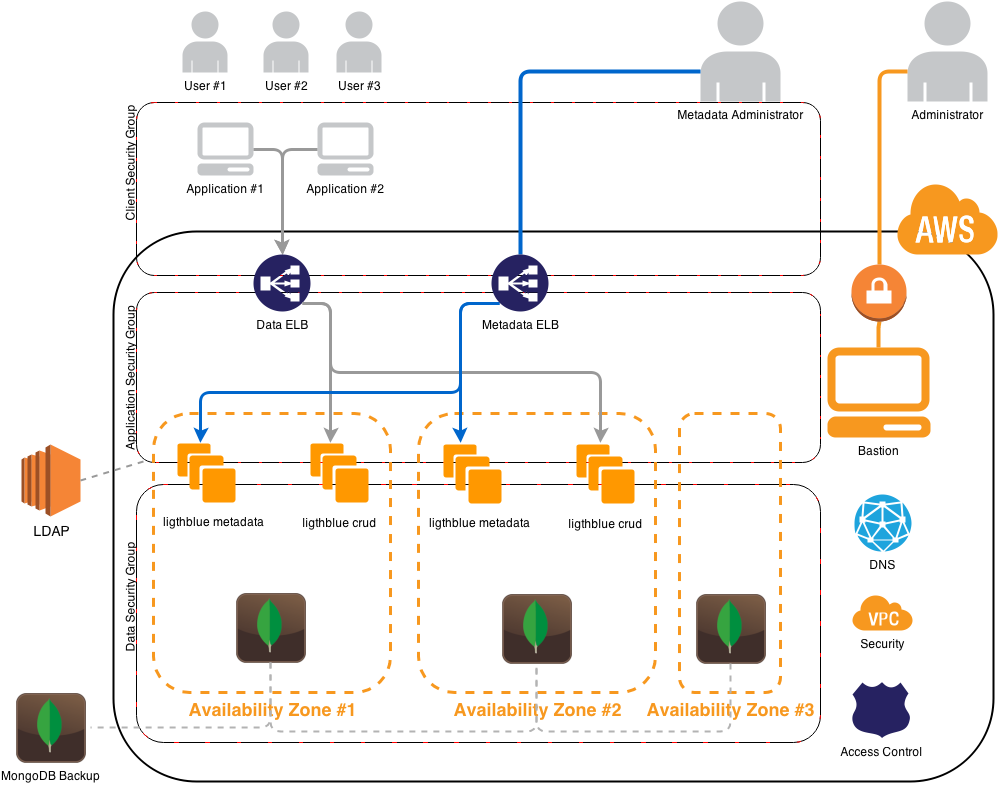 User #1
User #2
User #3
Metadata Administrator
Administrator
Client Security Group
Application #1
Application #2
AWS
Data ELB
Metadata ELB
Application Security Group
Bastion
LDAP
ligthblue metadata
ligthblue crud
ligthblue metadata
ligthblue crud
DNS
Data Security Group
VPC
Security
Availability Zone #1
Availability Zone #2
Availability Zone #3
Access Control
MongoDB Backup